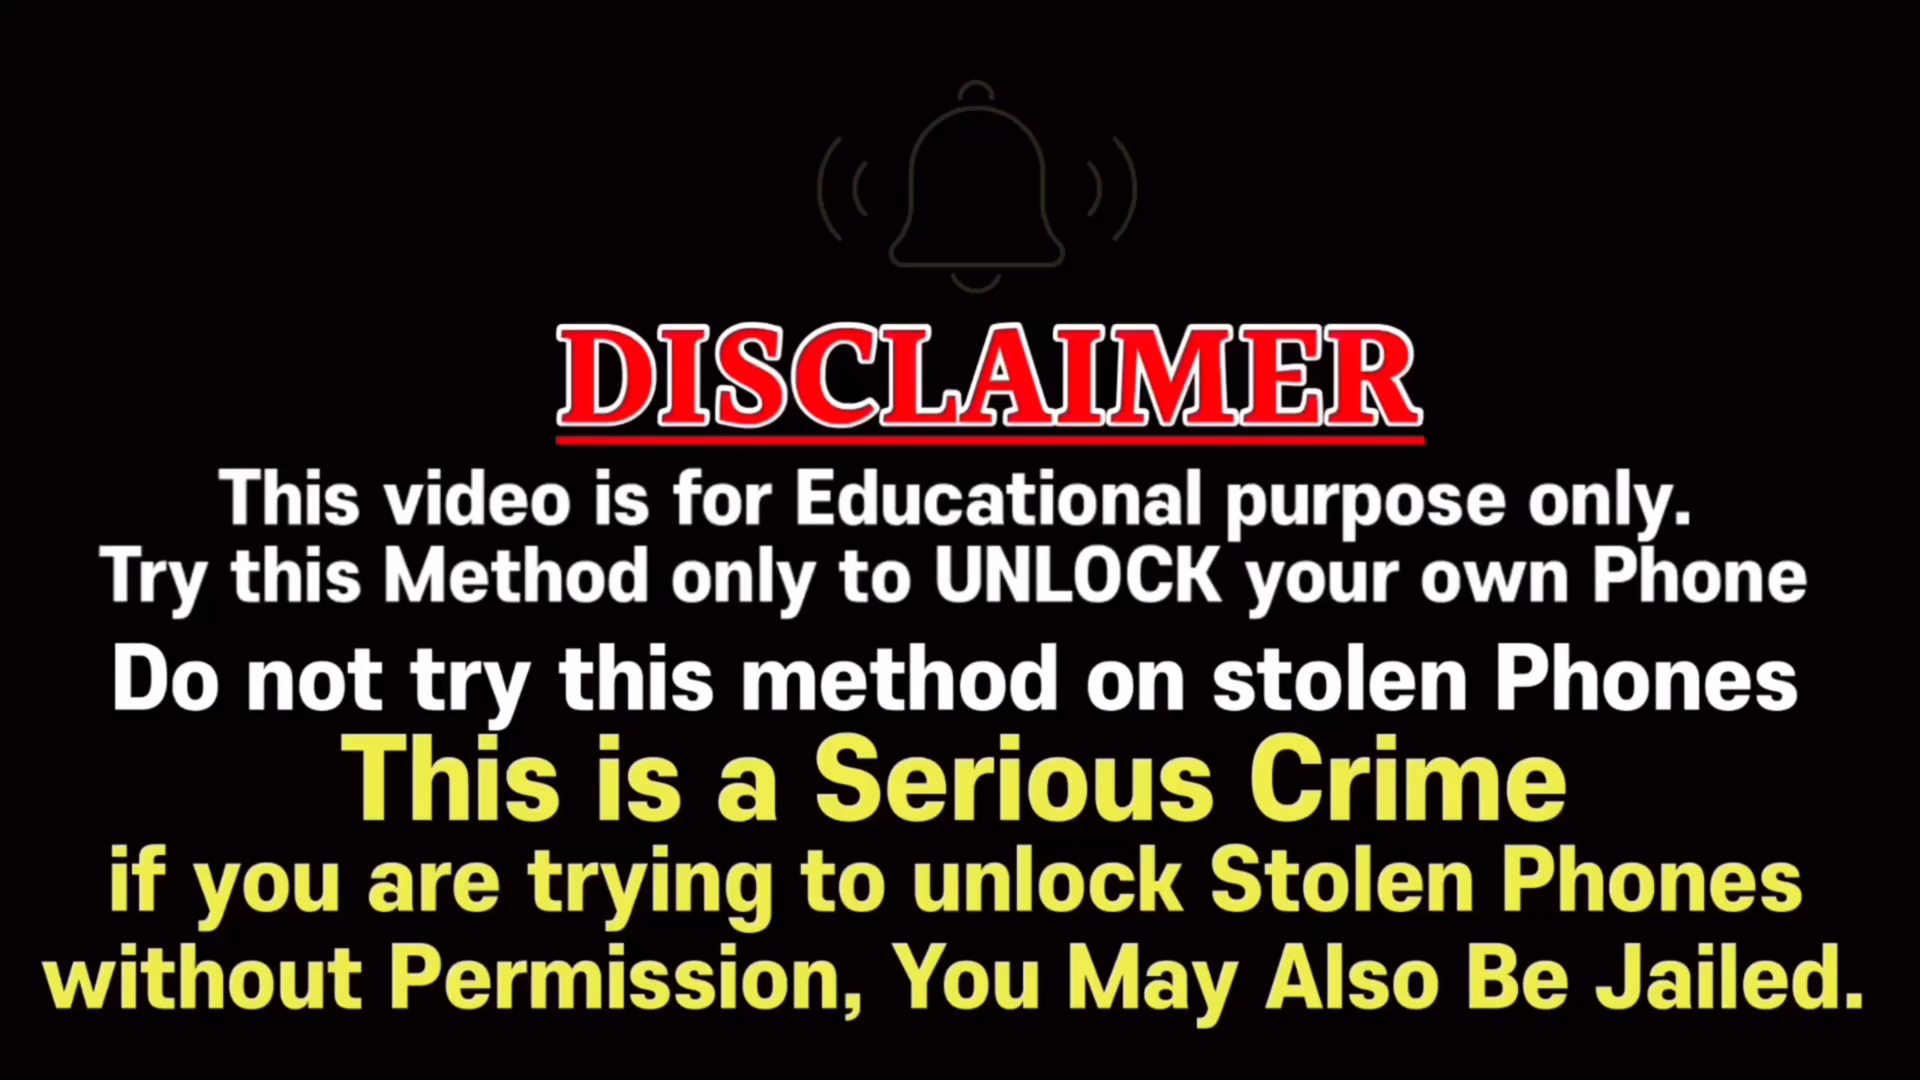 DISCLAIMER
This video is for Educational purpose only.
Try this Method only to UNLOCK your own Phone
Do not try this method on stolen Phones
This is a Serious Crime
if you are trying to unlock Stolen Phones
without Permission, You May Also Be Jailed.